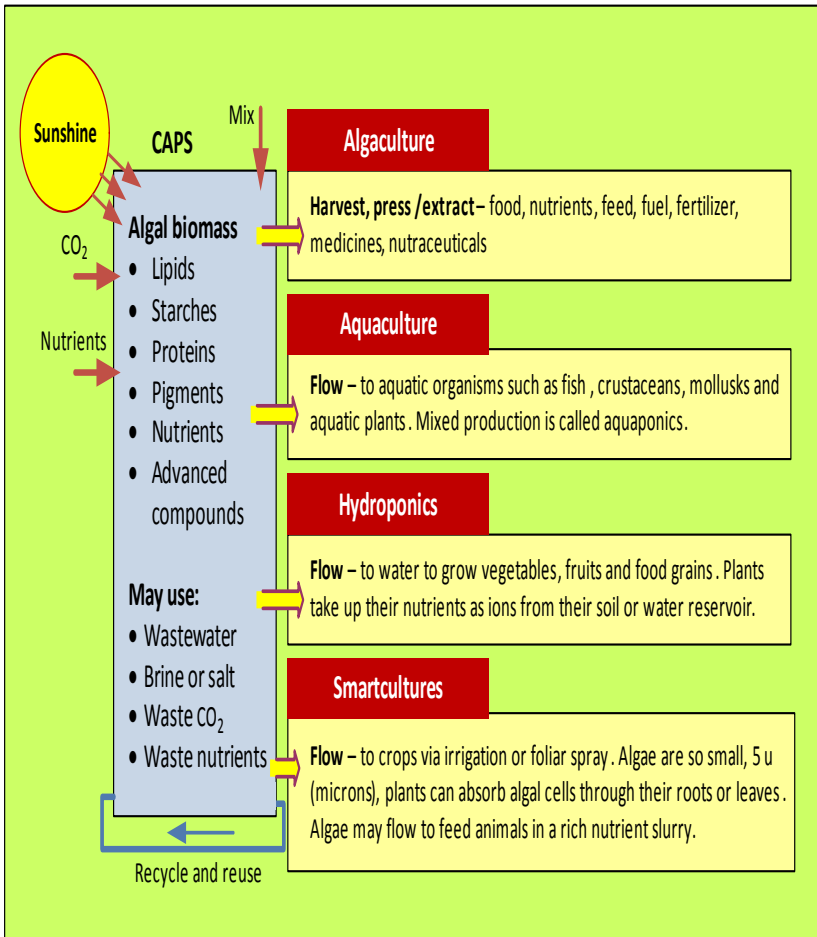 Sunshine
CAPS
Mix
CO₂
Nutrients
Algal biomass
• Lipids
• Starches
• Proteins
• Pigments
• Nutrients
• Advanced
compounds
May use:
• Wastewater
• Brine or salt
• Waste CO₂
• Waste nutrients
Recycle and reuse
Algaculture
Harvest, press /extract – food, nutrients, feed, fuel, fertilizer,
medicines, nutraceuticals
Aquaculture
Flow – to aquatic organisms such as fish , crustaceans, mollusks and
aquatic plants . Mixed production is called aquaponics.
Hydroponics
Flow – to water to grow vegetables, fruits and food grains . Plants
take up their nutrients as ions from their soil or water reservoir.
Smartcultures
Flow – to crops via irrigation or foliar spray . Algae are so small, 5 u
(microns), plants can absorb algal cells through their roots or leaves .
Algae may flow to feed animals in a rich nutrient slurry.